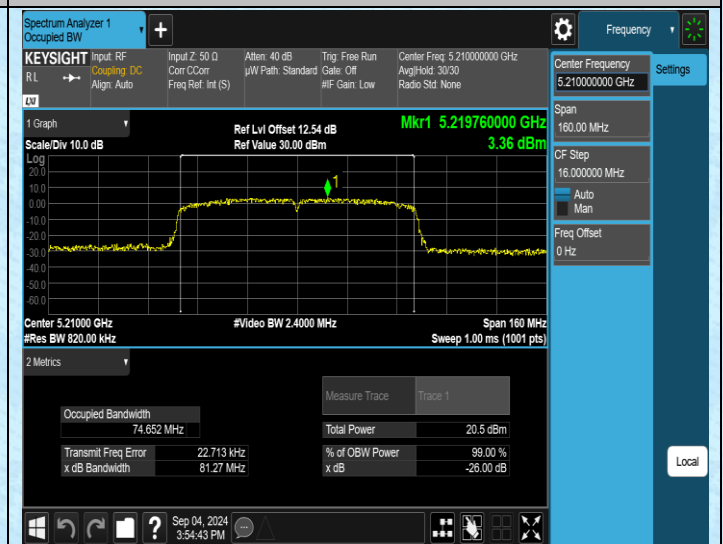 Spectrum Analyzer 1
Occupied BW
+
Frequency
KEYSIGHT
R L
LXI
Input: RF
Coupling: DC
Align: Auto
Input Z: 50 Ω
Corr CCorr
Freq Ref: Int (S)
Atten: 40 dB
µW Path: Standard
Trig: Free Run
Gate: Off
#IF Gain: Low
Center Freq: 5.210000000 GHz
Avg|Hold: 30/30
Radio Std: None
Center Frequency
5.210000000 GHz
Settings
Span
160.00 MHz
CF Step
16.000000 MHz
Auto
Man
Freq Offset
0 Hz
1 Graph
Scale/Div 10.0 dB
Ref Lvl Offset 12.54 dB
Ref Value 30.00 dBm
Mkr1 5.219760000 GHz
3.36 dBm
Log
20.0
10.0
0.00
-10.0
-20.0
-30.0
-40.0
-50.0
-60.0
1
Center 5.21000 GHz
#Res BW 820.00 kHz
#Video BW 2.4000 MHz
Span 160 MHz
Sweep 1.00 ms (1001 pts)
2 Metrics
Measure Trace
Trace 1
Occupied Bandwidth
74.652 MHz
Total Power
20.5 dBm
Transmit Freq Error
22.713 kHz
% of OBW Power
99.00 %
x dB Bandwidth
81.27 MHz
x dB
-26.00 dB
Local
?
Sep 04, 2024
3:54:43 PM